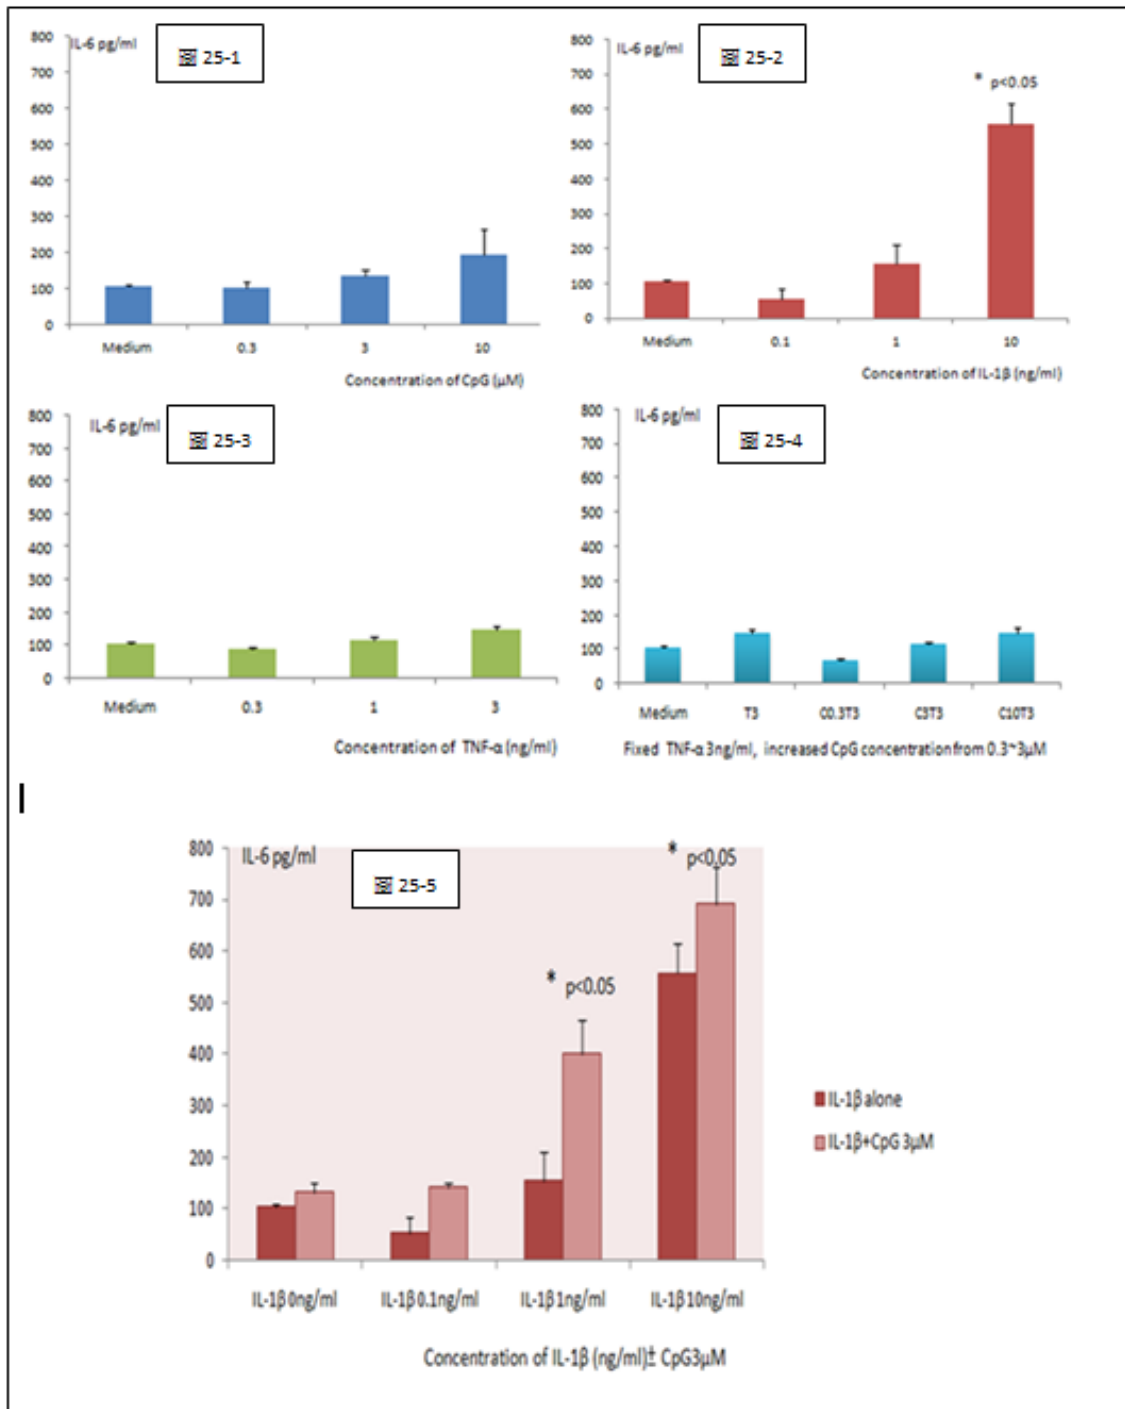 IL-6 pg/ml
圖 25-1
800
700
600
500
400
300
200
100
0
Medium 0.3 3 10
Concentration of CpG (μM)
IL-6 pg/ml
圖 25-2
* p<0.05
800
700
600
500
400
300
200
100
0
Medium 0.1 1 10
Concentration of IL-1β (ng/ml)
IL-6 pg/ml
圖 25-3
800
700
600
500
400
300
200
100
0
Medium 0.3 1 3
Concentration of TNF-α (ng/ml)
IL-6 pg/ml
圖 25-4
800
700
600
500
400
300
200
100
0
Medium T3 C0.3T3 C3T3 C10T3
Fixed TNF-α 3ng/ml, increased CpG concentration from 0.3~3μM
IL-6 pg/ml
圖 25-5
* p<0.05
* p<0.05
800
700
600
500
400
300
200
100
0
IL-1β 0ng/ml IL-1β 0.1ng/ml IL-1β 1ng/ml IL-1β 10ng/ml
Concentration of IL-1β (ng/ml)± CpG3μM
IL-1β alone
IL-1β+CpG 3μM